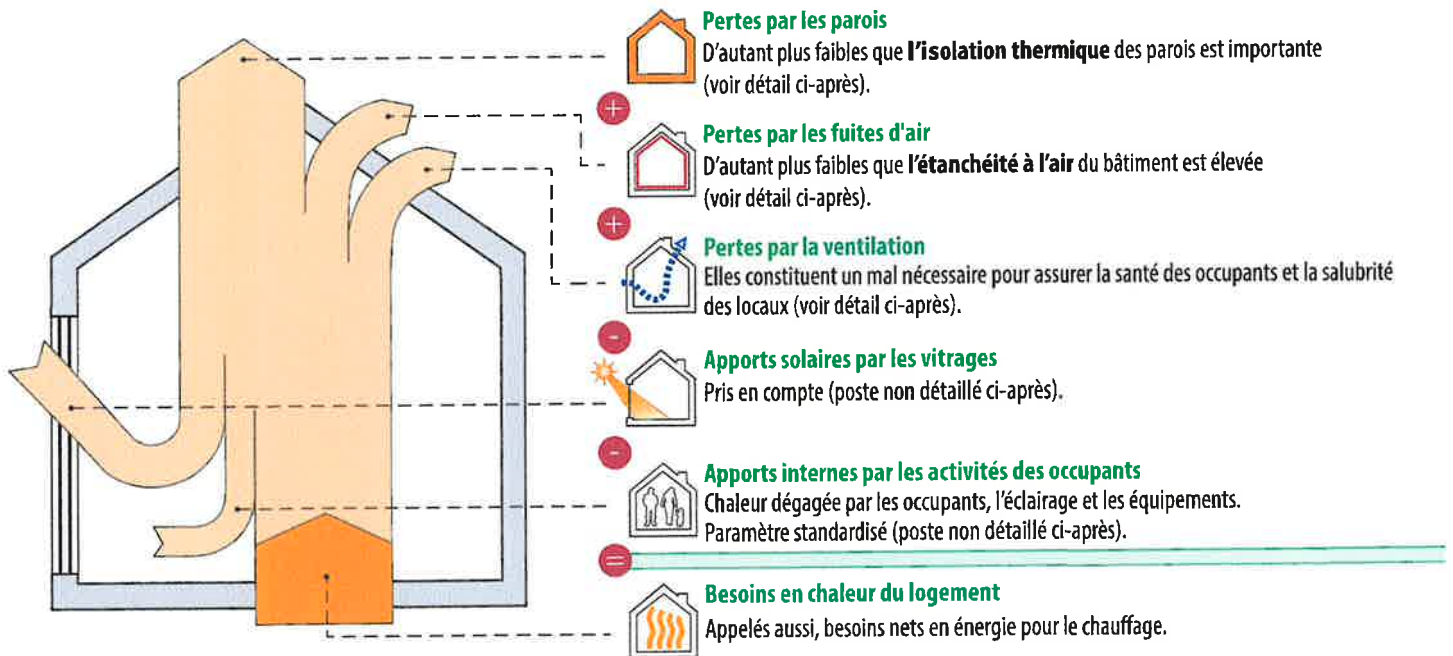 Pertes par les parois
D'autant plus faibles que l'isolation thermique des parois est importante
(voir détail ci-après).
+
Pertes par les fuites d'air
D'autant plus faibles que l'étanchéité à l'air du bâtiment est élevée
(voir détail ci-après).
+
Pertes par la ventilation
Elles constituent un mal nécessaire pour assurer la santé des occupants et la salubrité
des locaux (voir détail ci-après).
-
Apports solaires par les vitrages
Pris en compte (poste non détaillé ci-après).
-
Apports internes par les activités des occupants
Chaleur dégagée par les occupants, l'éclairage et les équipements.
Paramètre standardisé (poste non détaillé ci-après).
=
Besoins en chaleur du logement
Appelés aussi, besoins nets en énergie pour le chauffage.